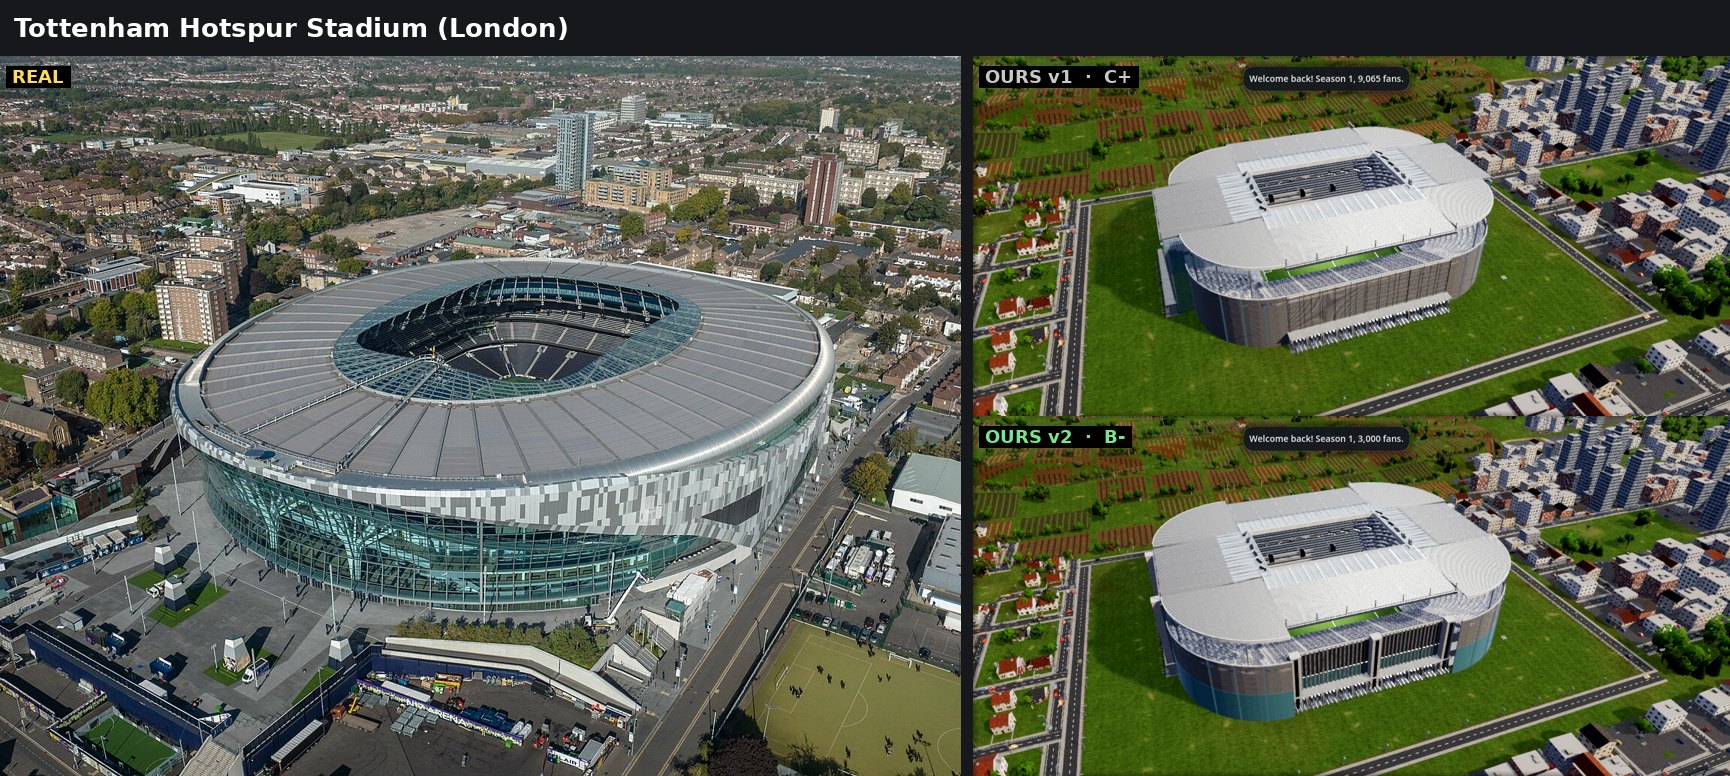 Tottenham Hotspur Stadium (London)
REAL
OURS v1 · C+
Welcome back! Season 1, 9,065 fans.
OURS v2 · B-
Welcome back! Season 1, 3,000 fans.